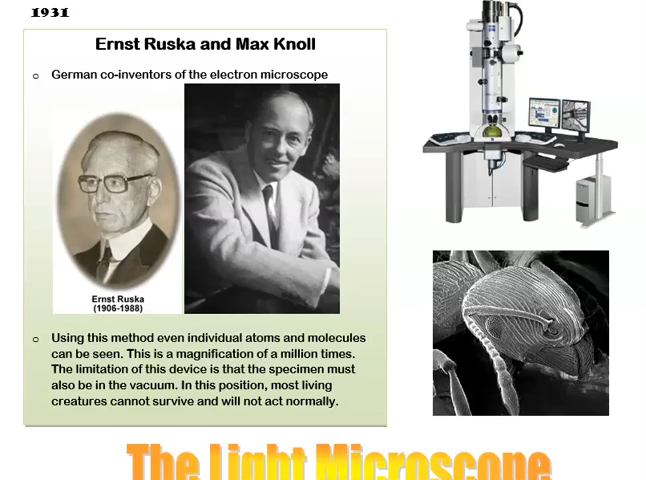 1931
Ernst Ruska and Max Knoll
o German co-inventors of the electron microscope
Ernst Ruska
(1906-1988)
o Using this method even individual atoms and molecules
can be seen. This is a magnification of a million times.
The limitation of this device is that the specimen must
also be in the vacuum. In this position, most living
creatures cannot survive and will not act normally.
The Light Microscope